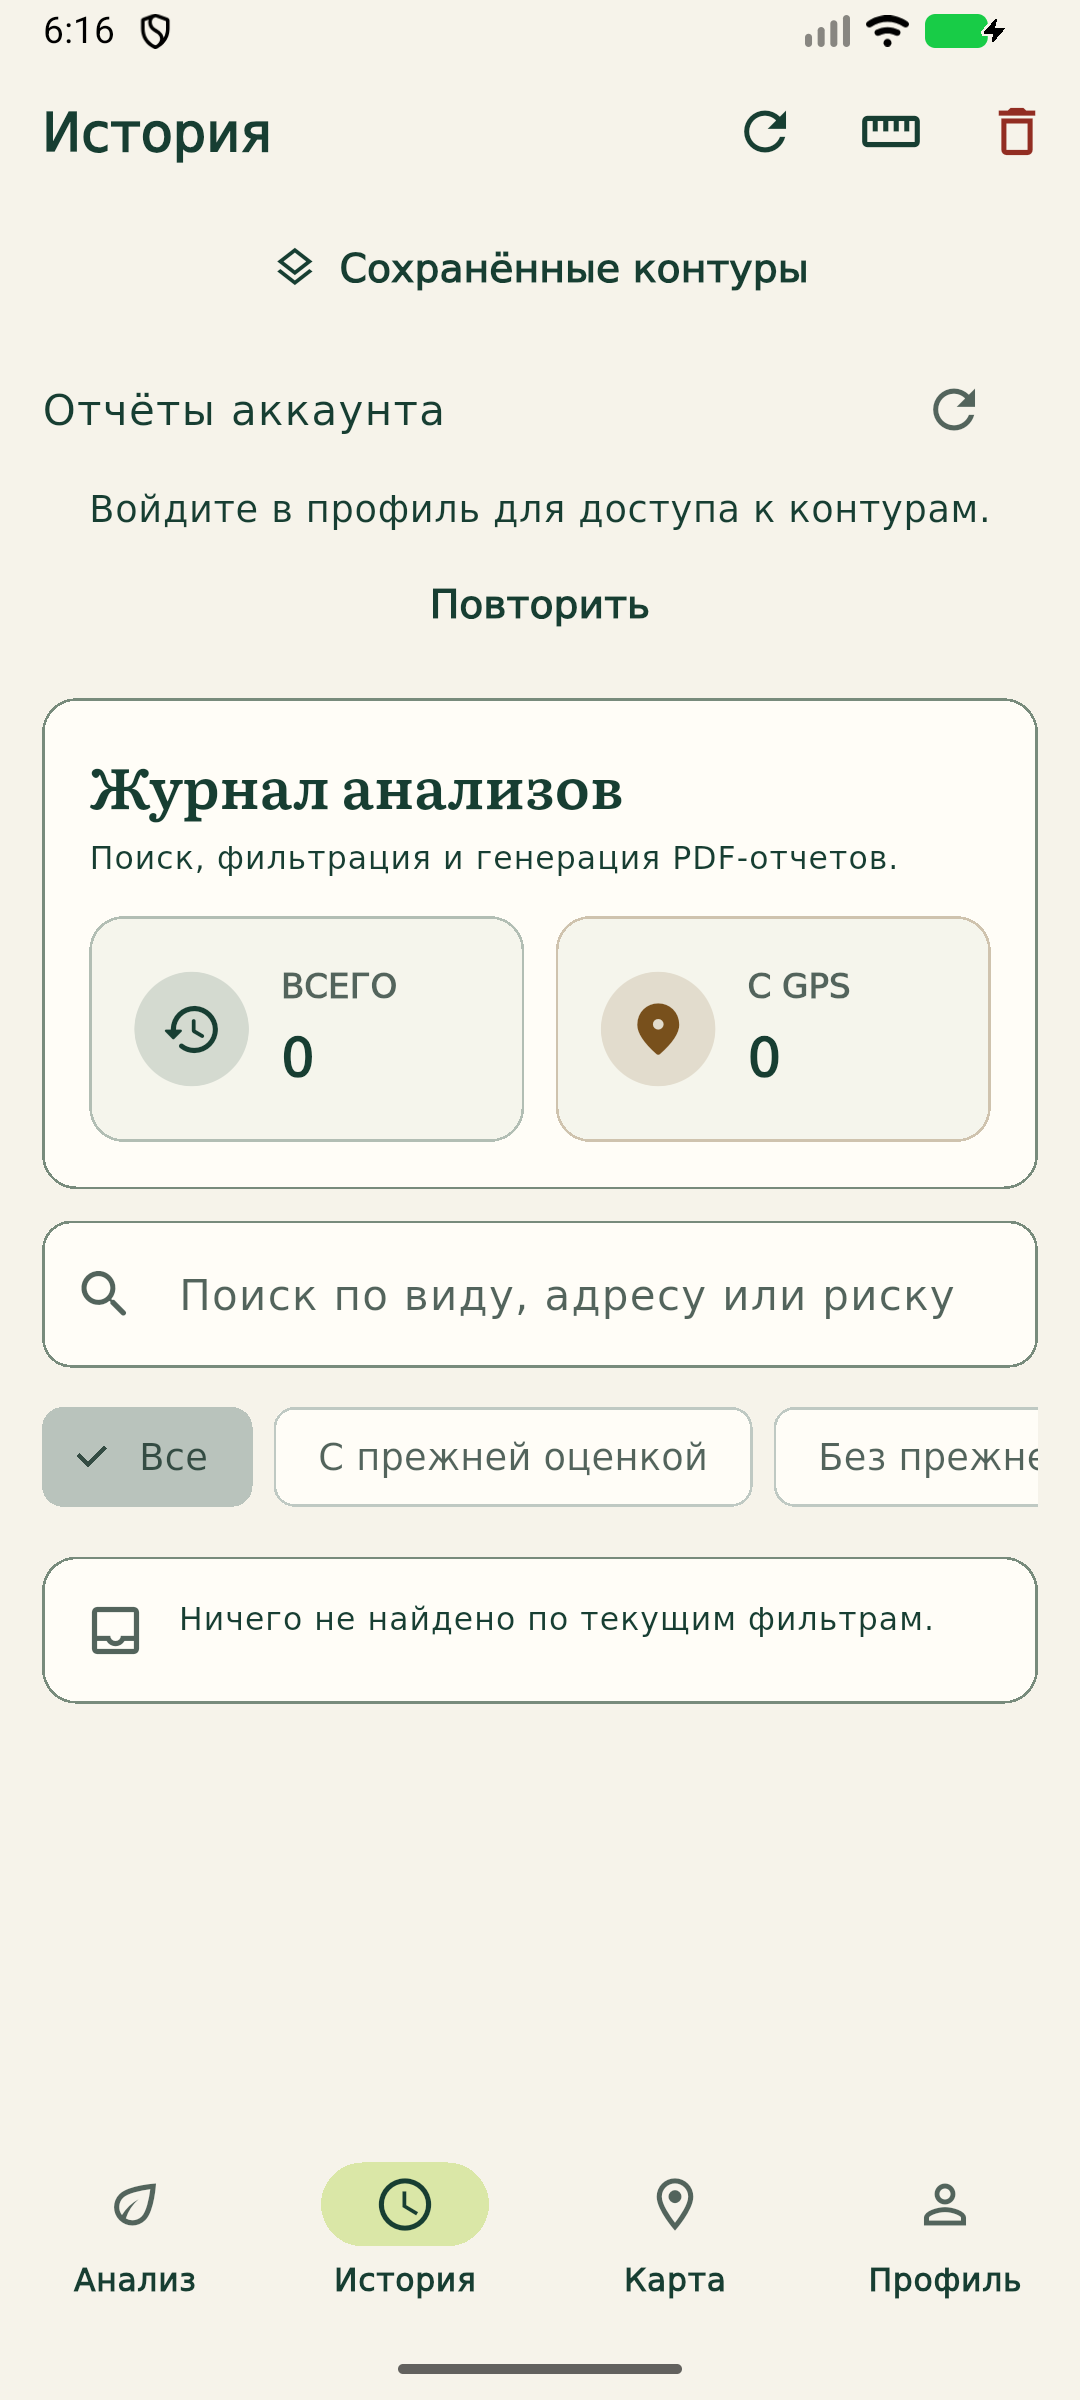 6:16
История
Сохранённые контуры
Отчёты аккаунта
Войдите в профиль для доступа к контурам.
Повторить
Журнал анализов
Поиск, фильтрация и генерация PDF-отчетов.
ВСЕГО
0
С GPS
0
Поиск по виду, адресу или риску
Все
С прежней оценкой
Без прежне
Ничего не найдено по текущим фильтрам.
Анализ
История
Карта
Профиль